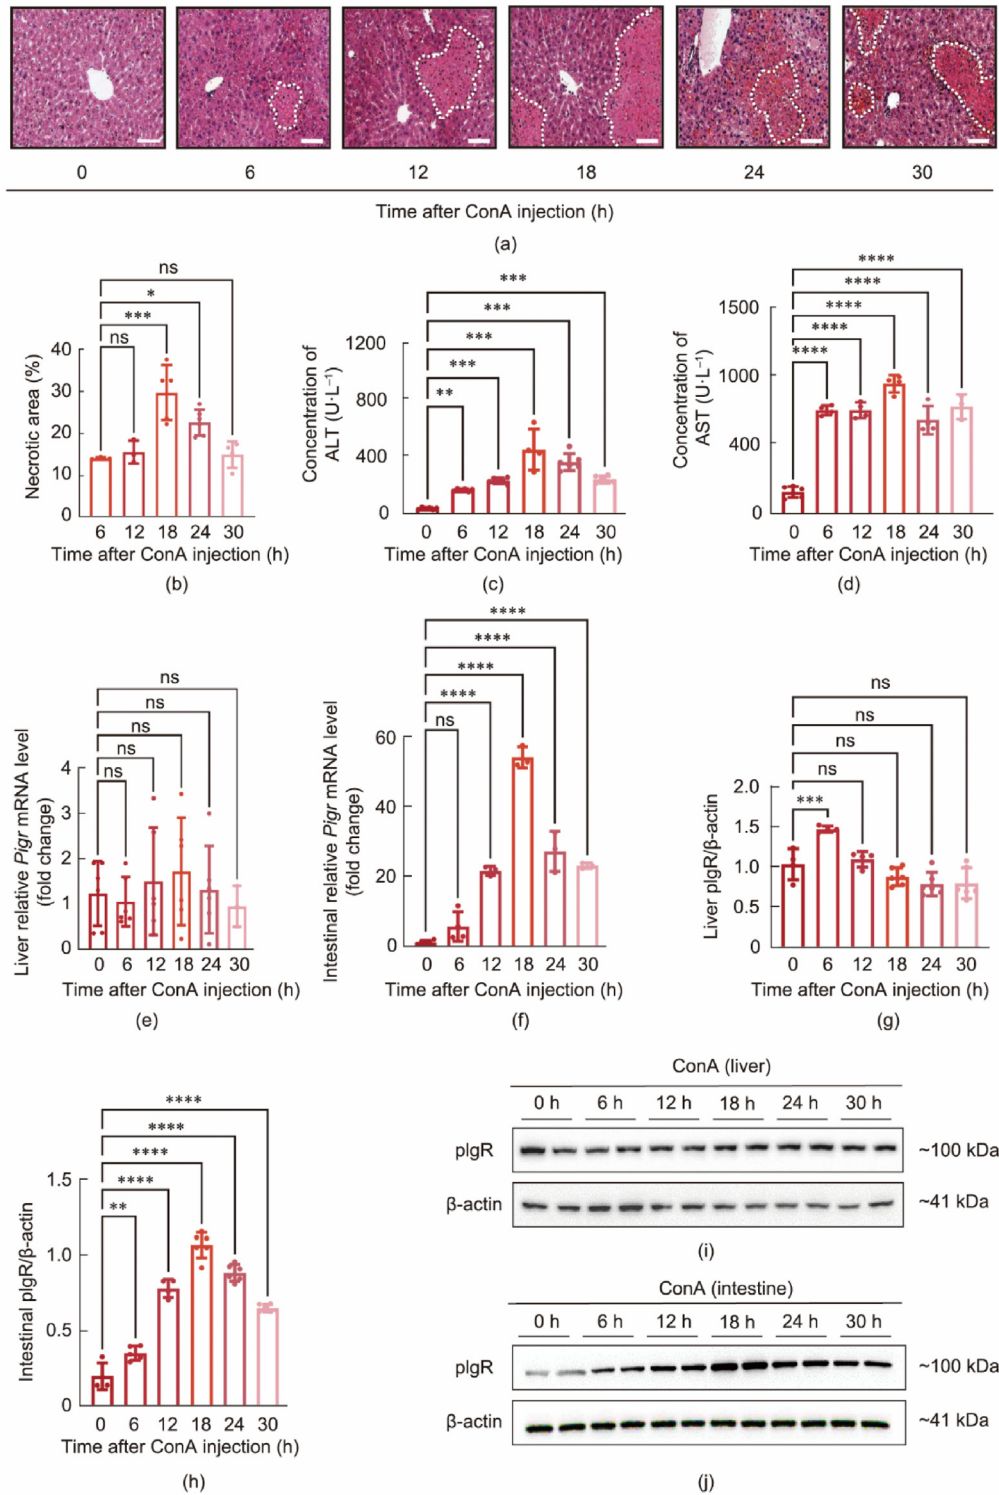 0 6 12 18 24 30
Time after ConA injection (h)
(a)
ns
*
***
ns
Necrotic area (%)
40
30
20
10
0
6 12 18 24 30
Time after ConA injection (h)
(b)
***
***
***
***
**
Concentration of
ALT (U·L⁻¹)
1200
800
400
0
0 6 12 18 24 30
Time after ConA injection (h)
(c)
****
****
****
****
****
Concentration of
AST (U·L⁻¹)
1500
1000
400
0
0 6 12 18 24 30
Time after ConA injection (h)
(d)
ns
ns
ns
ns
ns
Liver relative Pigr mRNA level
(fold change)
4
3
2
1
0
0 6 12 18 24 30
Time after ConA injection (h)
(e)
****
****
****
****
ns
Intestinal relative Pigr mRNA level
(fold change)
60
40
20
0
0 6 12 18 24 30
Time after ConA injection (h)
(f)
ns
ns
ns
ns
***
Liver pIgR/β-actin
2.0
1.5
1.0
0.5
0
0 6 12 18 24 30
Time after ConA injection (h)
(g)
****
****
****
****
**
Intestinal pIgR/β-actin
1.5
1.0
0.5
0
0 6 12 18 24 30
Time after ConA injection (h)
(h)
ConA (liver)
0 h 6 h 12 h 18 h 24 h 30 h
pIgR ~100 kDa
β-actin ~41 kDa
(i)
ConA (intestine)
0 h 6 h 12 h 18 h 24 h 30 h
pIgR ~100 kDa
β-actin ~41 kDa
(j)